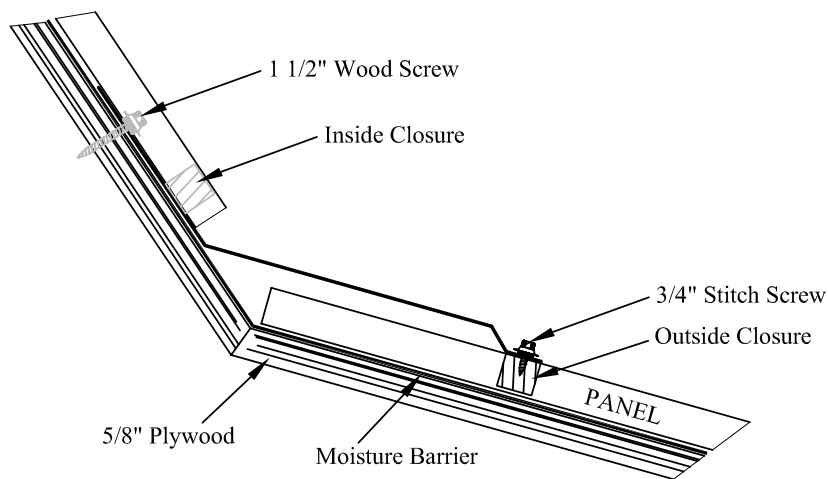 1 1/2" Wood Screw
Inside Closure
3/4" Stitch Screw
Outside Closure
PANEL
5/8" Plywood
Moisture Barrier